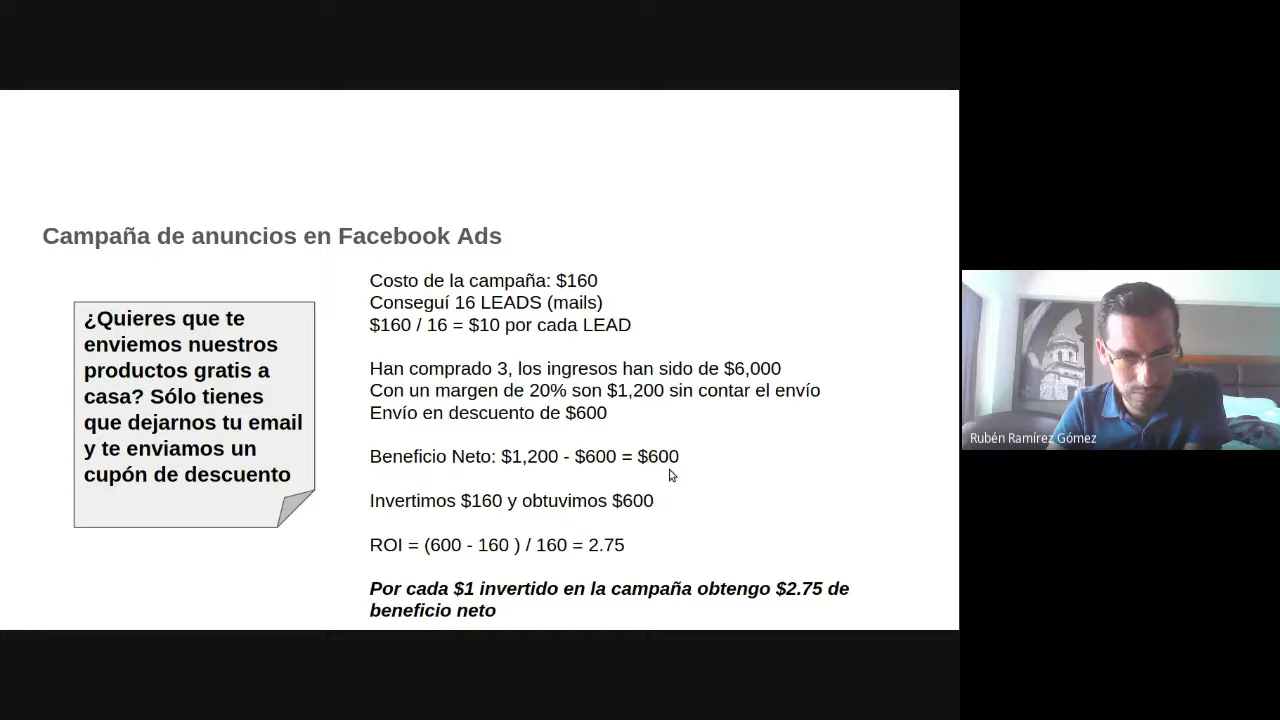 Campaña de anuncios en Facebook Ads
¿Quieres que te
enviemos nuestros
productos gratis a
casa? Sólo tienes
que dejarnos tu email
y te enviamos un
cupón de descuento
Costo de la campaña: $160
Conseguí 16 LEADS (mails)
$160 / 16 = $10 por cada LEAD
Han comprado 3, los ingresos han sido de $6,000
Con un margen de 20% son $1,200 sin contar el envío
Envío en descuento de $600
Beneficio Neto: $1,200 - $600 = $600
Invertimos $160 y obtuvimos $600
ROI = (600 - 160 ) / 160 = 2.75
Por cada $1 invertido en la campaña obtengo $2.75 de
beneficio neto
Rubén Ramírez Gómez